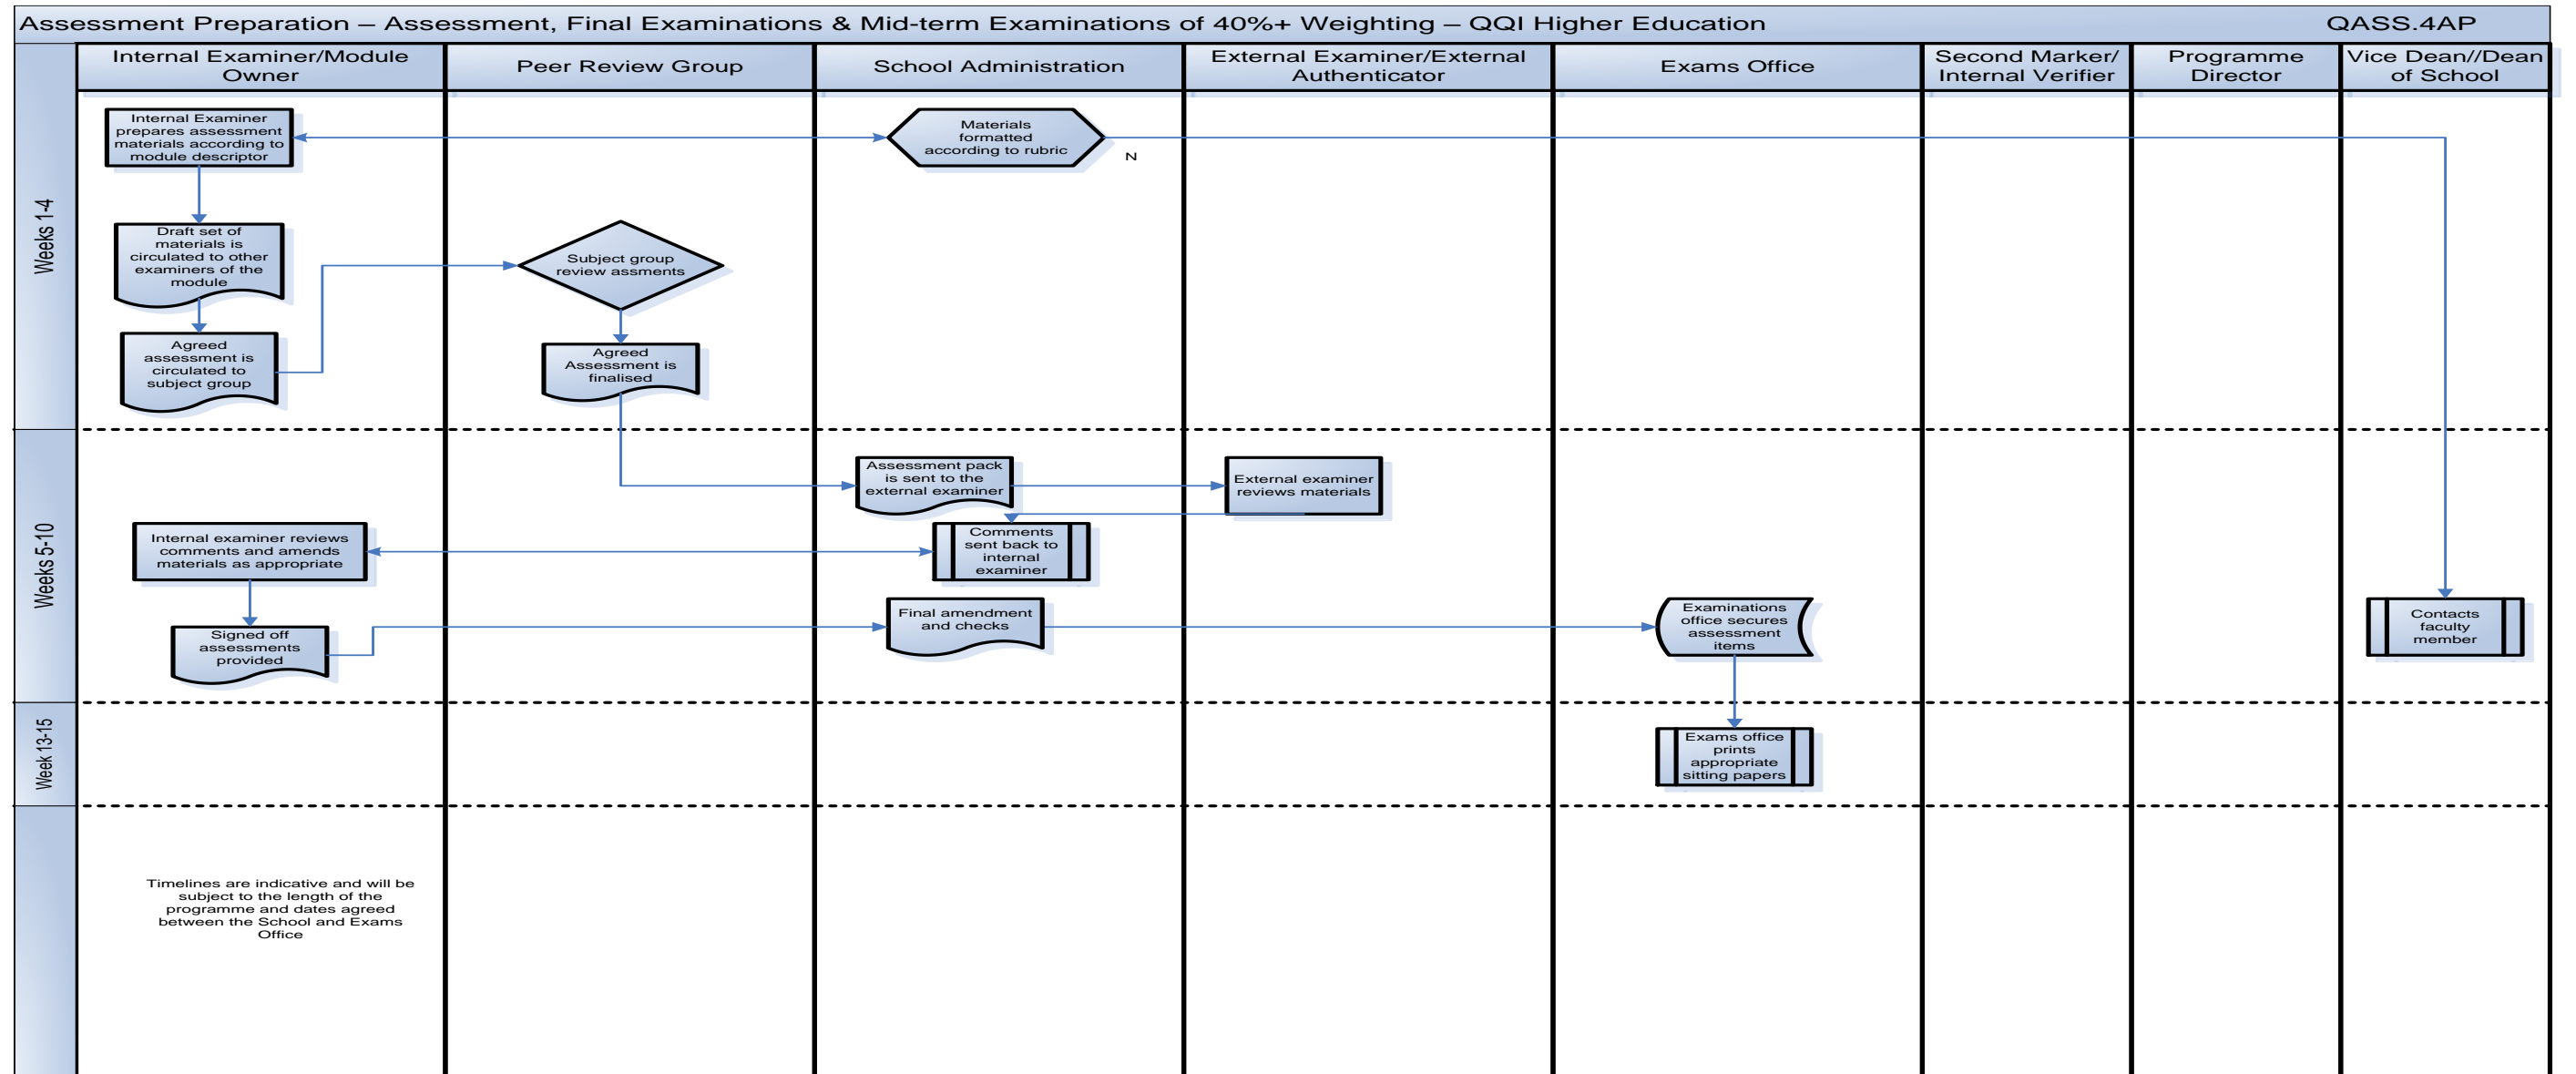 Assessment Preparation – Assessment, Final Examinations & Mid-term Examinations of 40%+ Weighting – QQI Higher Education
QASS.4AP
Internal Examiner/Module
Owner
Peer Review Group
School Administration
External Examiner/External
Authenticator
Exams Office
Second Marker/
Internal Verifier
Programme
Director
Vice Dean//Dean
of School
Weeks 1-4
Internal Examiner
prepares assessment
materials according to
module descriptor
Materials
formatted
according to rubric
N
Draft set of
materials is
circulated to other
examiners of the
module
Subject group
review assments
Agreed
assessment is
circulated to
subject group
Agreed
Assessment is
finalised
Weeks 5-10
Assessment pack
is sent to the
external examiner
External examiner
reviews materials
Internal examiner reviews
comments and amends
materials as appropriate
Comments
sent back to
internal
examiner
Signed off
assessments
provided
Final amendment
and checks
Examinations
office secures
assessment
items
Contacts
faculty
member
Week 13-15
Exams office
prints
appropriate
sitting papers
Timelines are indicative and will be
subject to the length of the
programme and dates agreed
between the School and Exams
Office